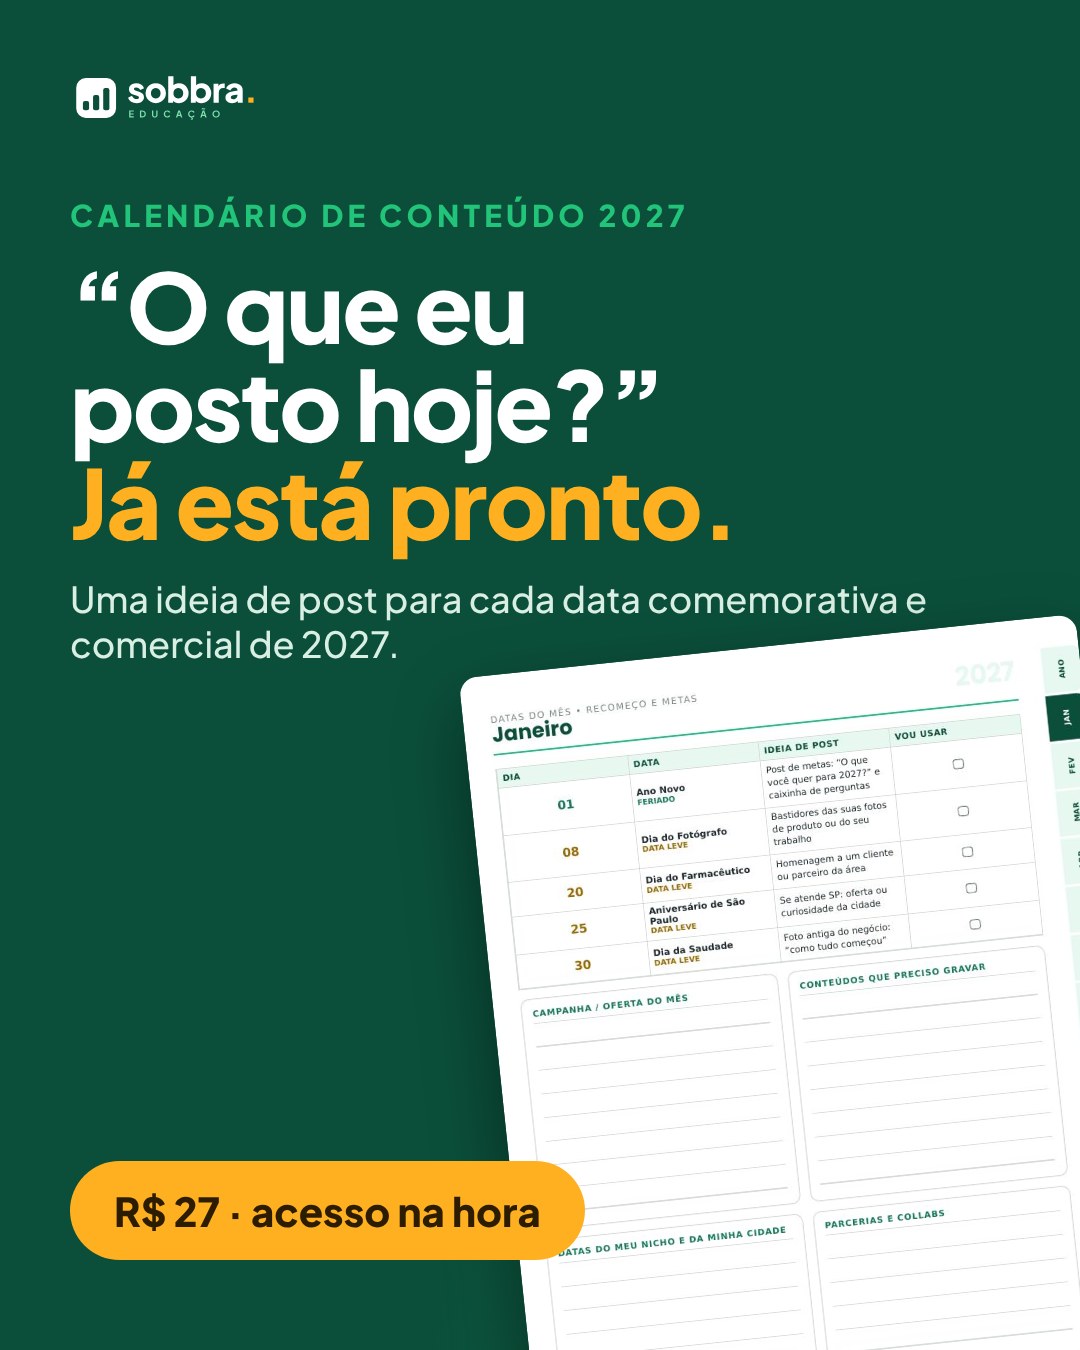 sobbra.
EDUCAÇÃO
CALENDÁRIO DE CONTEÚDO 2027
“O que eu
posto hoje?”
Já está pronto.
Uma ideia de post para cada data comemorativa e
comercial de 2027.
2027
DATAS DO MÊS • RECOMEÇO E METAS
Janeiro
DIA DATA IDEIA DE POST VOU USAR
01
Ano Novo
FERIADO
Post de metas: “O que
você quer para 2027?” e
caixinha de perguntas
08
Dia do Fotógrafo
DATA LEVE
Bastidores das suas fotos
de produto ou do seu
trabalho
20
Dia do Farmacêutico
DATA LEVE
Homenagem a um cliente
ou parceiro da área
25
Aniversário de São
Paulo
DATA LEVE
Se atende SP: oferta ou
curiosidade da cidade
30
Dia da Saudade
DATA LEVE
Foto antiga do negócio:
“como tudo começou”
CAMPANHA / OFERTA DO MÊS
CONTEÚDOS QUE PRECISO GRAVAR
DATAS DO MEU NICHO E DA MINHA CIDADE
PARCERIAS E COLLABS
ANO
JAN
FEV
MAR
R$ 27 · acesso na hora